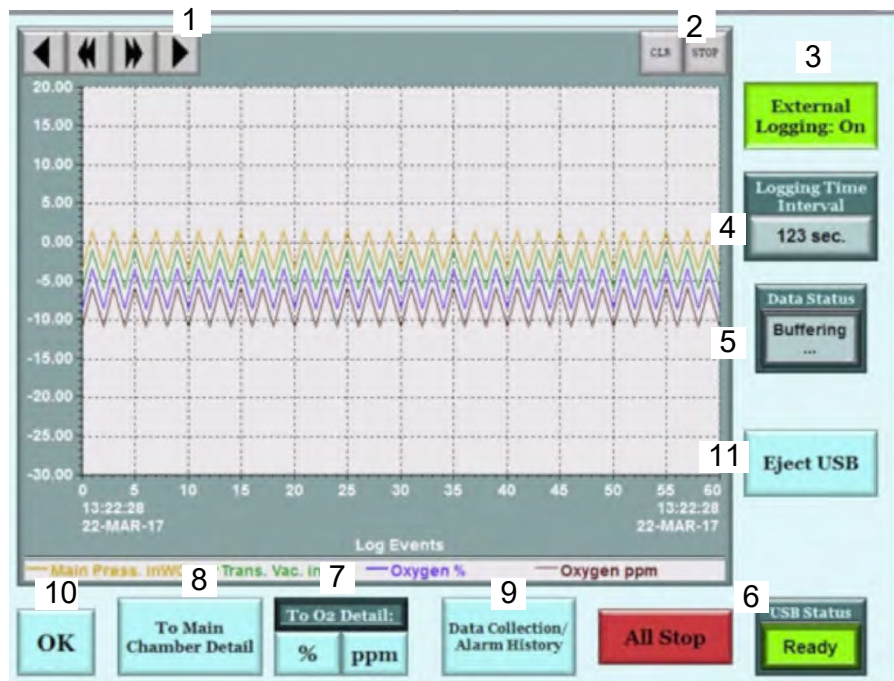 1
2
3
CLR STOP
20.00
15.00
10.00
5.00
0.00
-5.00
-10.00
-15.00
-20.00
-25.00
-30.00
0 5 10 15 20 25 30 35 40 45 50 55 60
13:22:28 13:22:28
22-MAR-17 22-MAR-17
Log Events
Main Press. inWC Trans. Vac. in Oxygen % Oxygen ppm
External
Logging: On
4
Logging Time
Interval
123 sec.
5
Data Status
Buffering
...
11
Eject USB
10
OK
8
To Main
Chamber Detail
7
To O2 Detail:
% ppm
9
Data Collection/
Alarm History
All Stop
6
USB Status
Ready